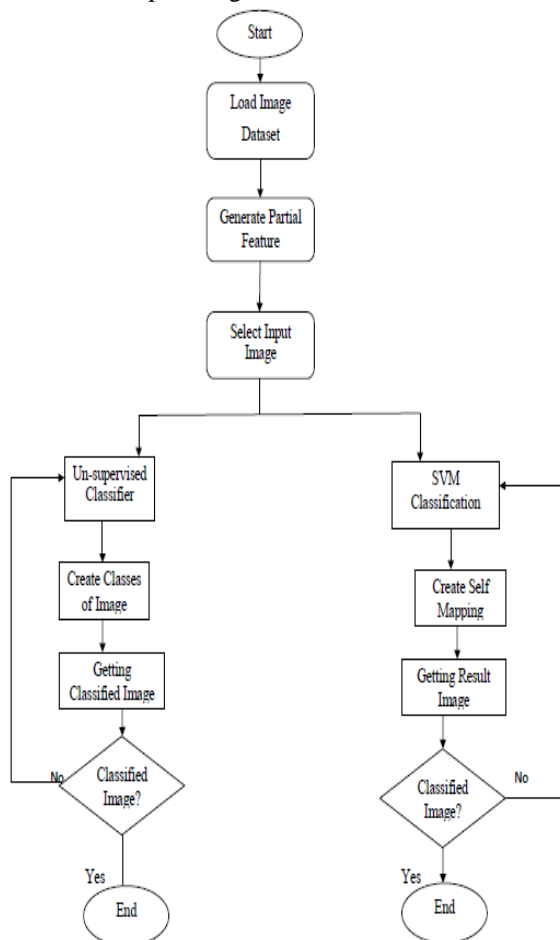 Start
Load Image
Dataset
Generate Partial
Feature
Select Input
Image
Un-supervised
Classifier
Create Classes
of Image
Getting
Classified Image
Classified
Image?
No
Yes
End
SVM
Classification
Create Self
Mapping
Getting Result
Image
Classified
Image?
No
Yes
End